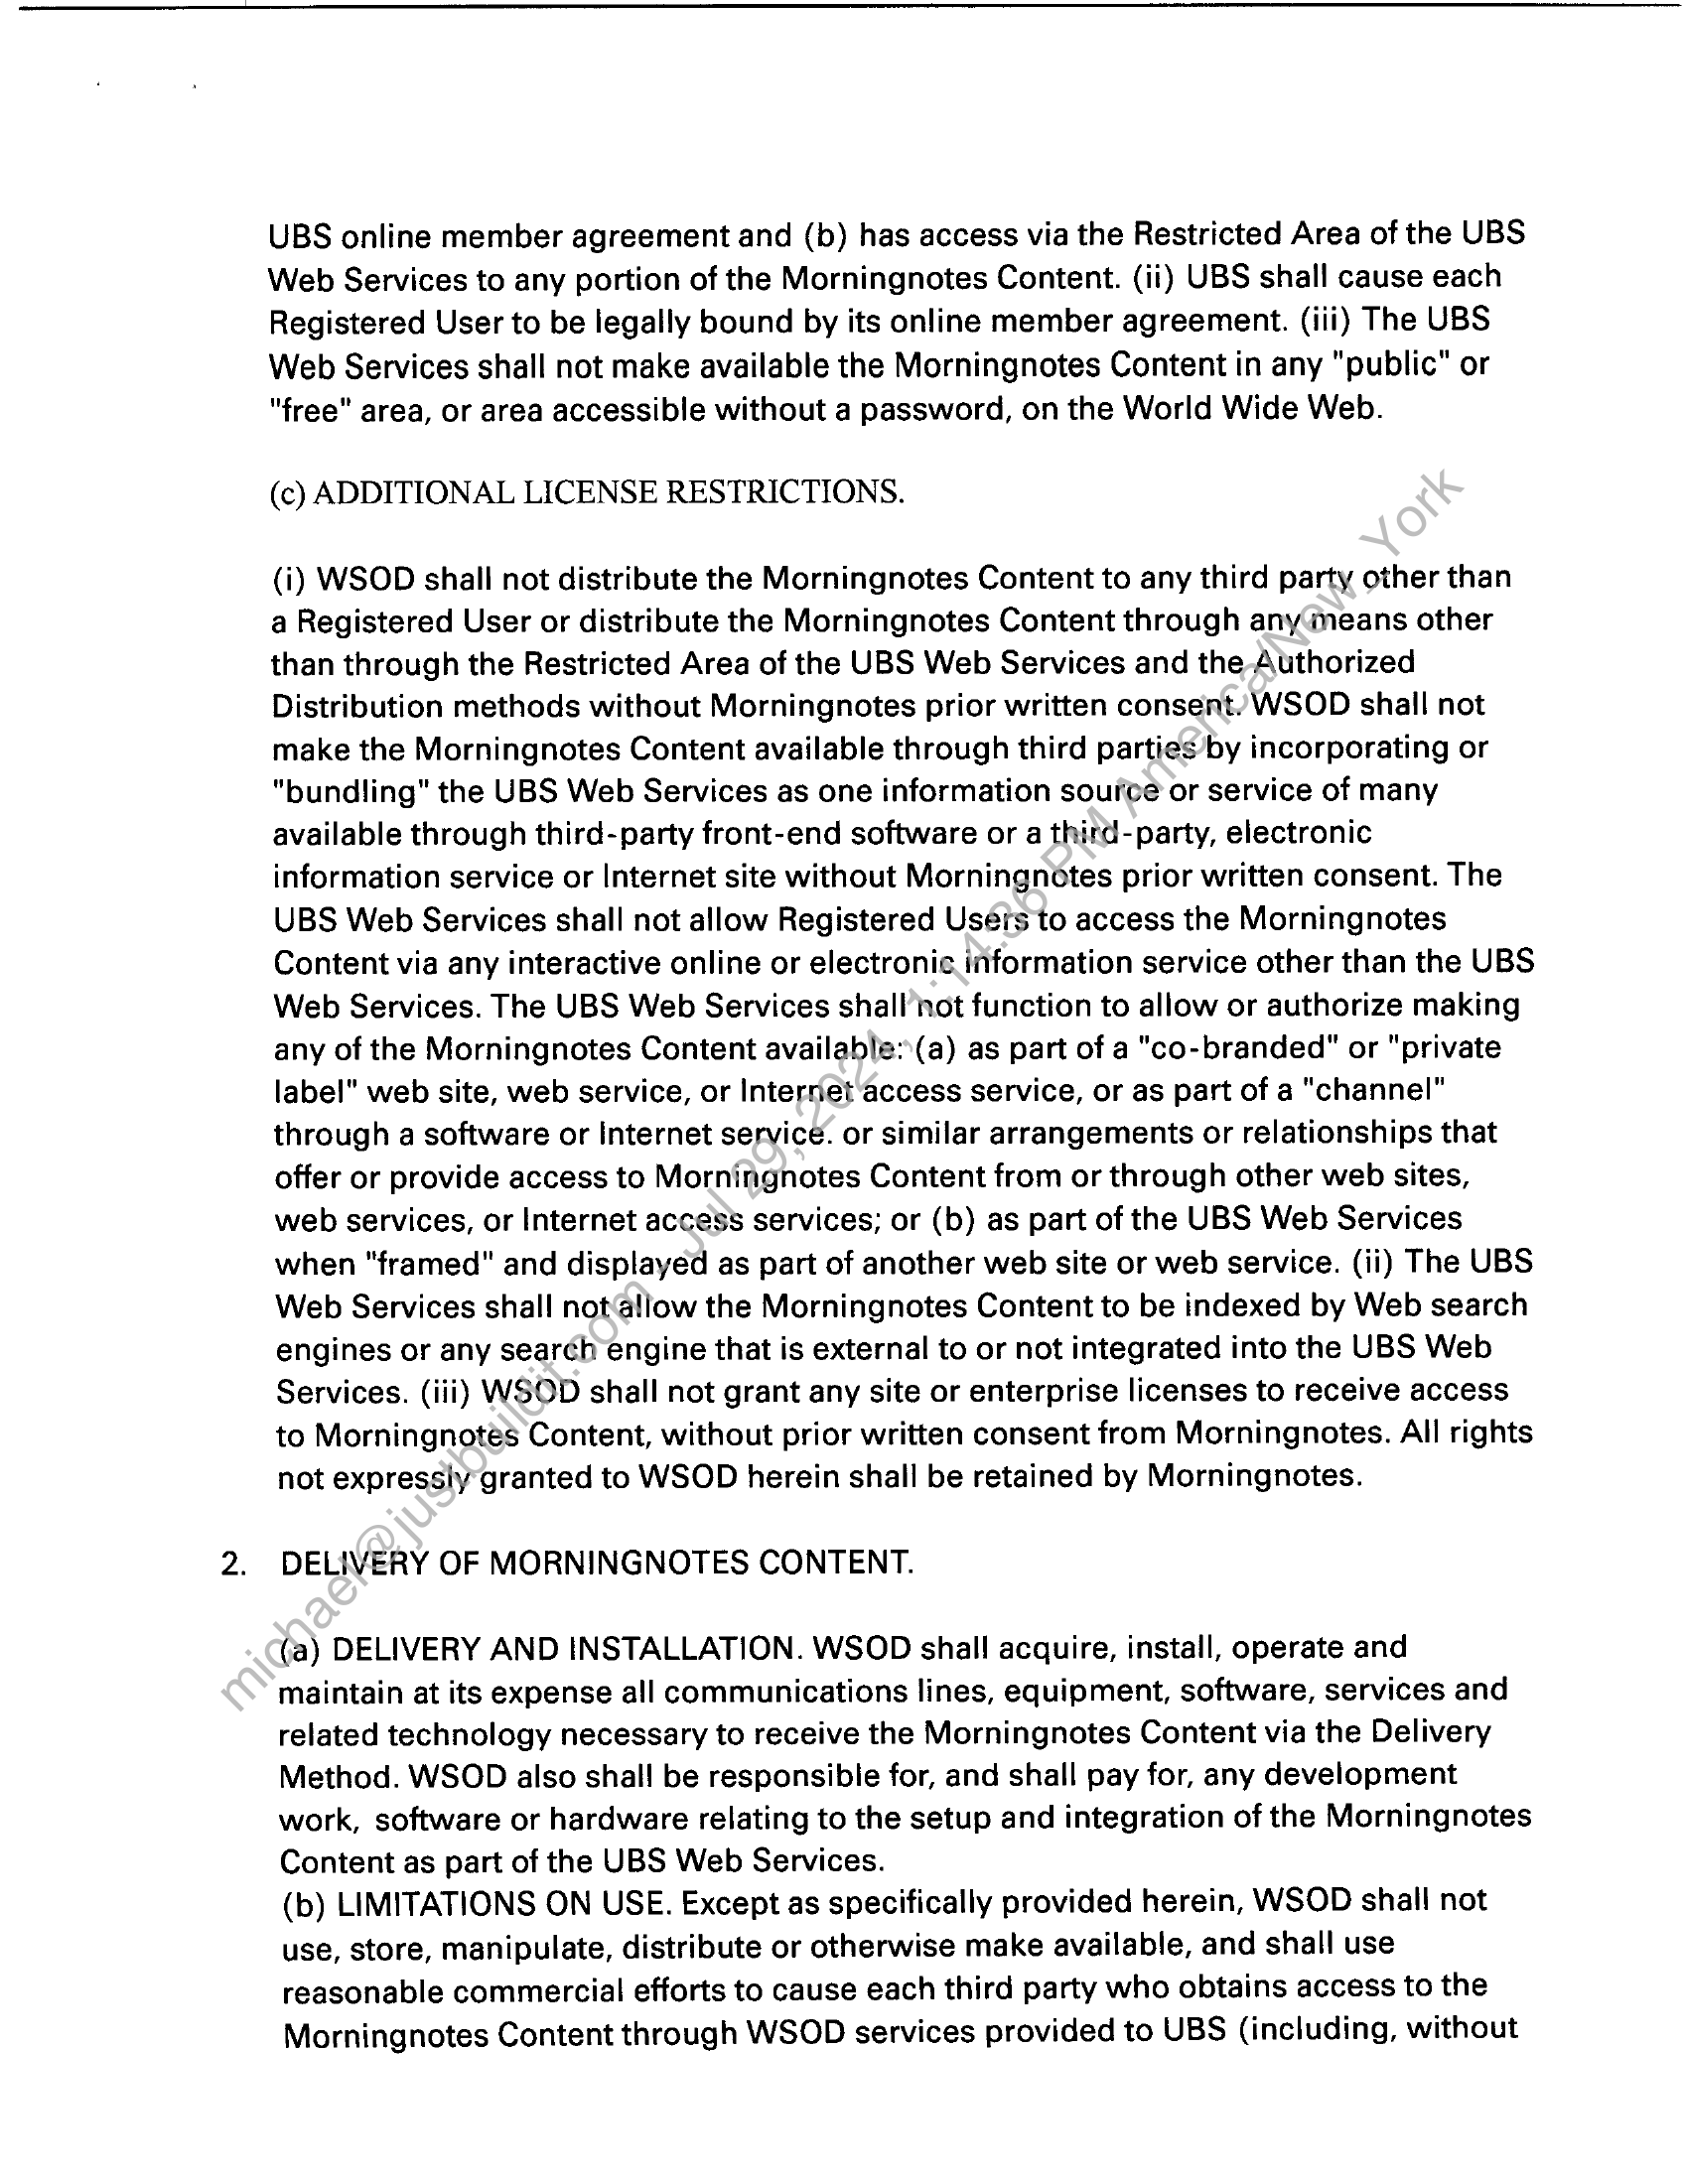 UBS online member agreement and (b) has access via the Restricted Area of the UBS
Web Services to any portion of the Morningnotes Content. (ii) UBS shall cause each
Registered User to be legally bound by its online member agreement. (iii) The UBS
Web Services shall not make available the Morningnotes Content in any "public" or
"free" area, or area accessible without a password, on the World Wide Web.
(c) ADDITIONAL LICENSE RESTRICTIONS.
(i) WSOD shall not distribute the Morningnotes Content to any third party other than
a Registered User or distribute the Morningnotes Content through any means other
than through the Restricted Area of the UBS Web Services and the Authorized
Distribution methods without Morningnotes prior written consent. WSOD shall not
make the Morningnotes Content available through third parties by incorporating or
"bundling" the UBS Web Services as one information source or service of many
available through third-party front-end software or a third-party, electronic
information service or Internet site without Morningnotes prior written consent. The
UBS Web Services shall not allow Registered Users to access the Morningnotes
Content via any interactive online or electronic information service other than the UBS
Web Services. The UBS Web Services shall not function to allow or authorize making
any of the Morningnotes Content available: (a) as part of a "co-branded" or "private
label" web site, web service, or Internet access service, or as part of a "channel"
through a software or Internet service. or similar arrangements or relationships that
offer or provide access to Morningnotes Content from or through other web sites,
web services, or Internet access services; or (b) as part of the UBS Web Services
when "framed" and displayed as part of another web site or web service. (ii) The UBS
Web Services shall not allow the Morningnotes Content to be indexed by Web search
engines or any search engine that is external to or not integrated into the UBS Web
Services. (iii) WSOD shall not grant any site or enterprise licenses to receive access
to Morningnotes Content, without prior written consent from Morningnotes. All rights
not expressly granted to WSOD herein shall be retained by Morningnotes.
2. DELIVERY OF MORNINGNOTES CONTENT.
(a) DELIVERY AND INSTALLATION. WSOD shall acquire, install, operate and
maintain at its expense all communications lines, equipment, software, services and
related technology necessary to receive the Morningnotes Content via the Delivery
Method. WSOD also shall be responsible for, and shall pay for, any development
work, software or hardware relating to the setup and integration of the Morningnotes
Content as part of the UBS Web Services.
(b) LIMITATIONS ON USE. Except as specifically provided herein, WSOD shall not
use, store, manipulate, distribute or otherwise make available, and shall use
reasonable commercial efforts to cause each third party who obtains access to the
Morningnotes Content through WSOD services provided to UBS (including, without
michael@justbuildit.com - Jul 29, 2024, 1:14:36 PM America/New_York